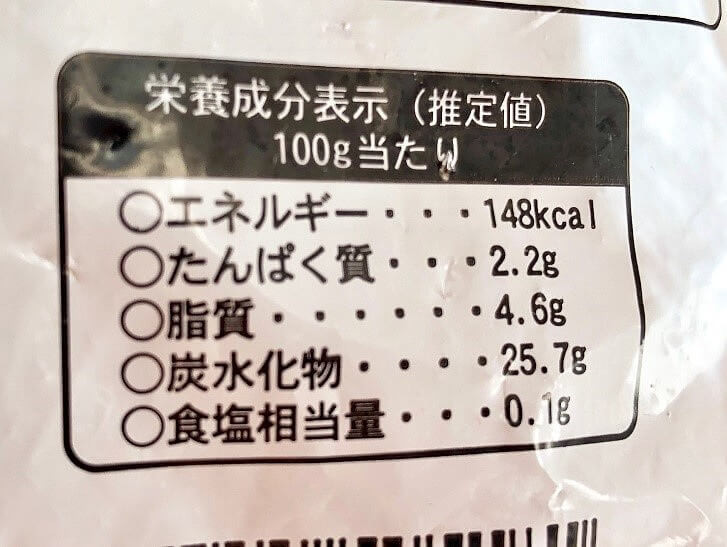 栄養成分表示（推定値）
100g当たり
○エネルギー・・・148kcal
○たんぱく質・・・2.2g
○脂質・・・・・・4.6g
○炭水化物・・・・25.7g
○食塩相当量・・・0.1g